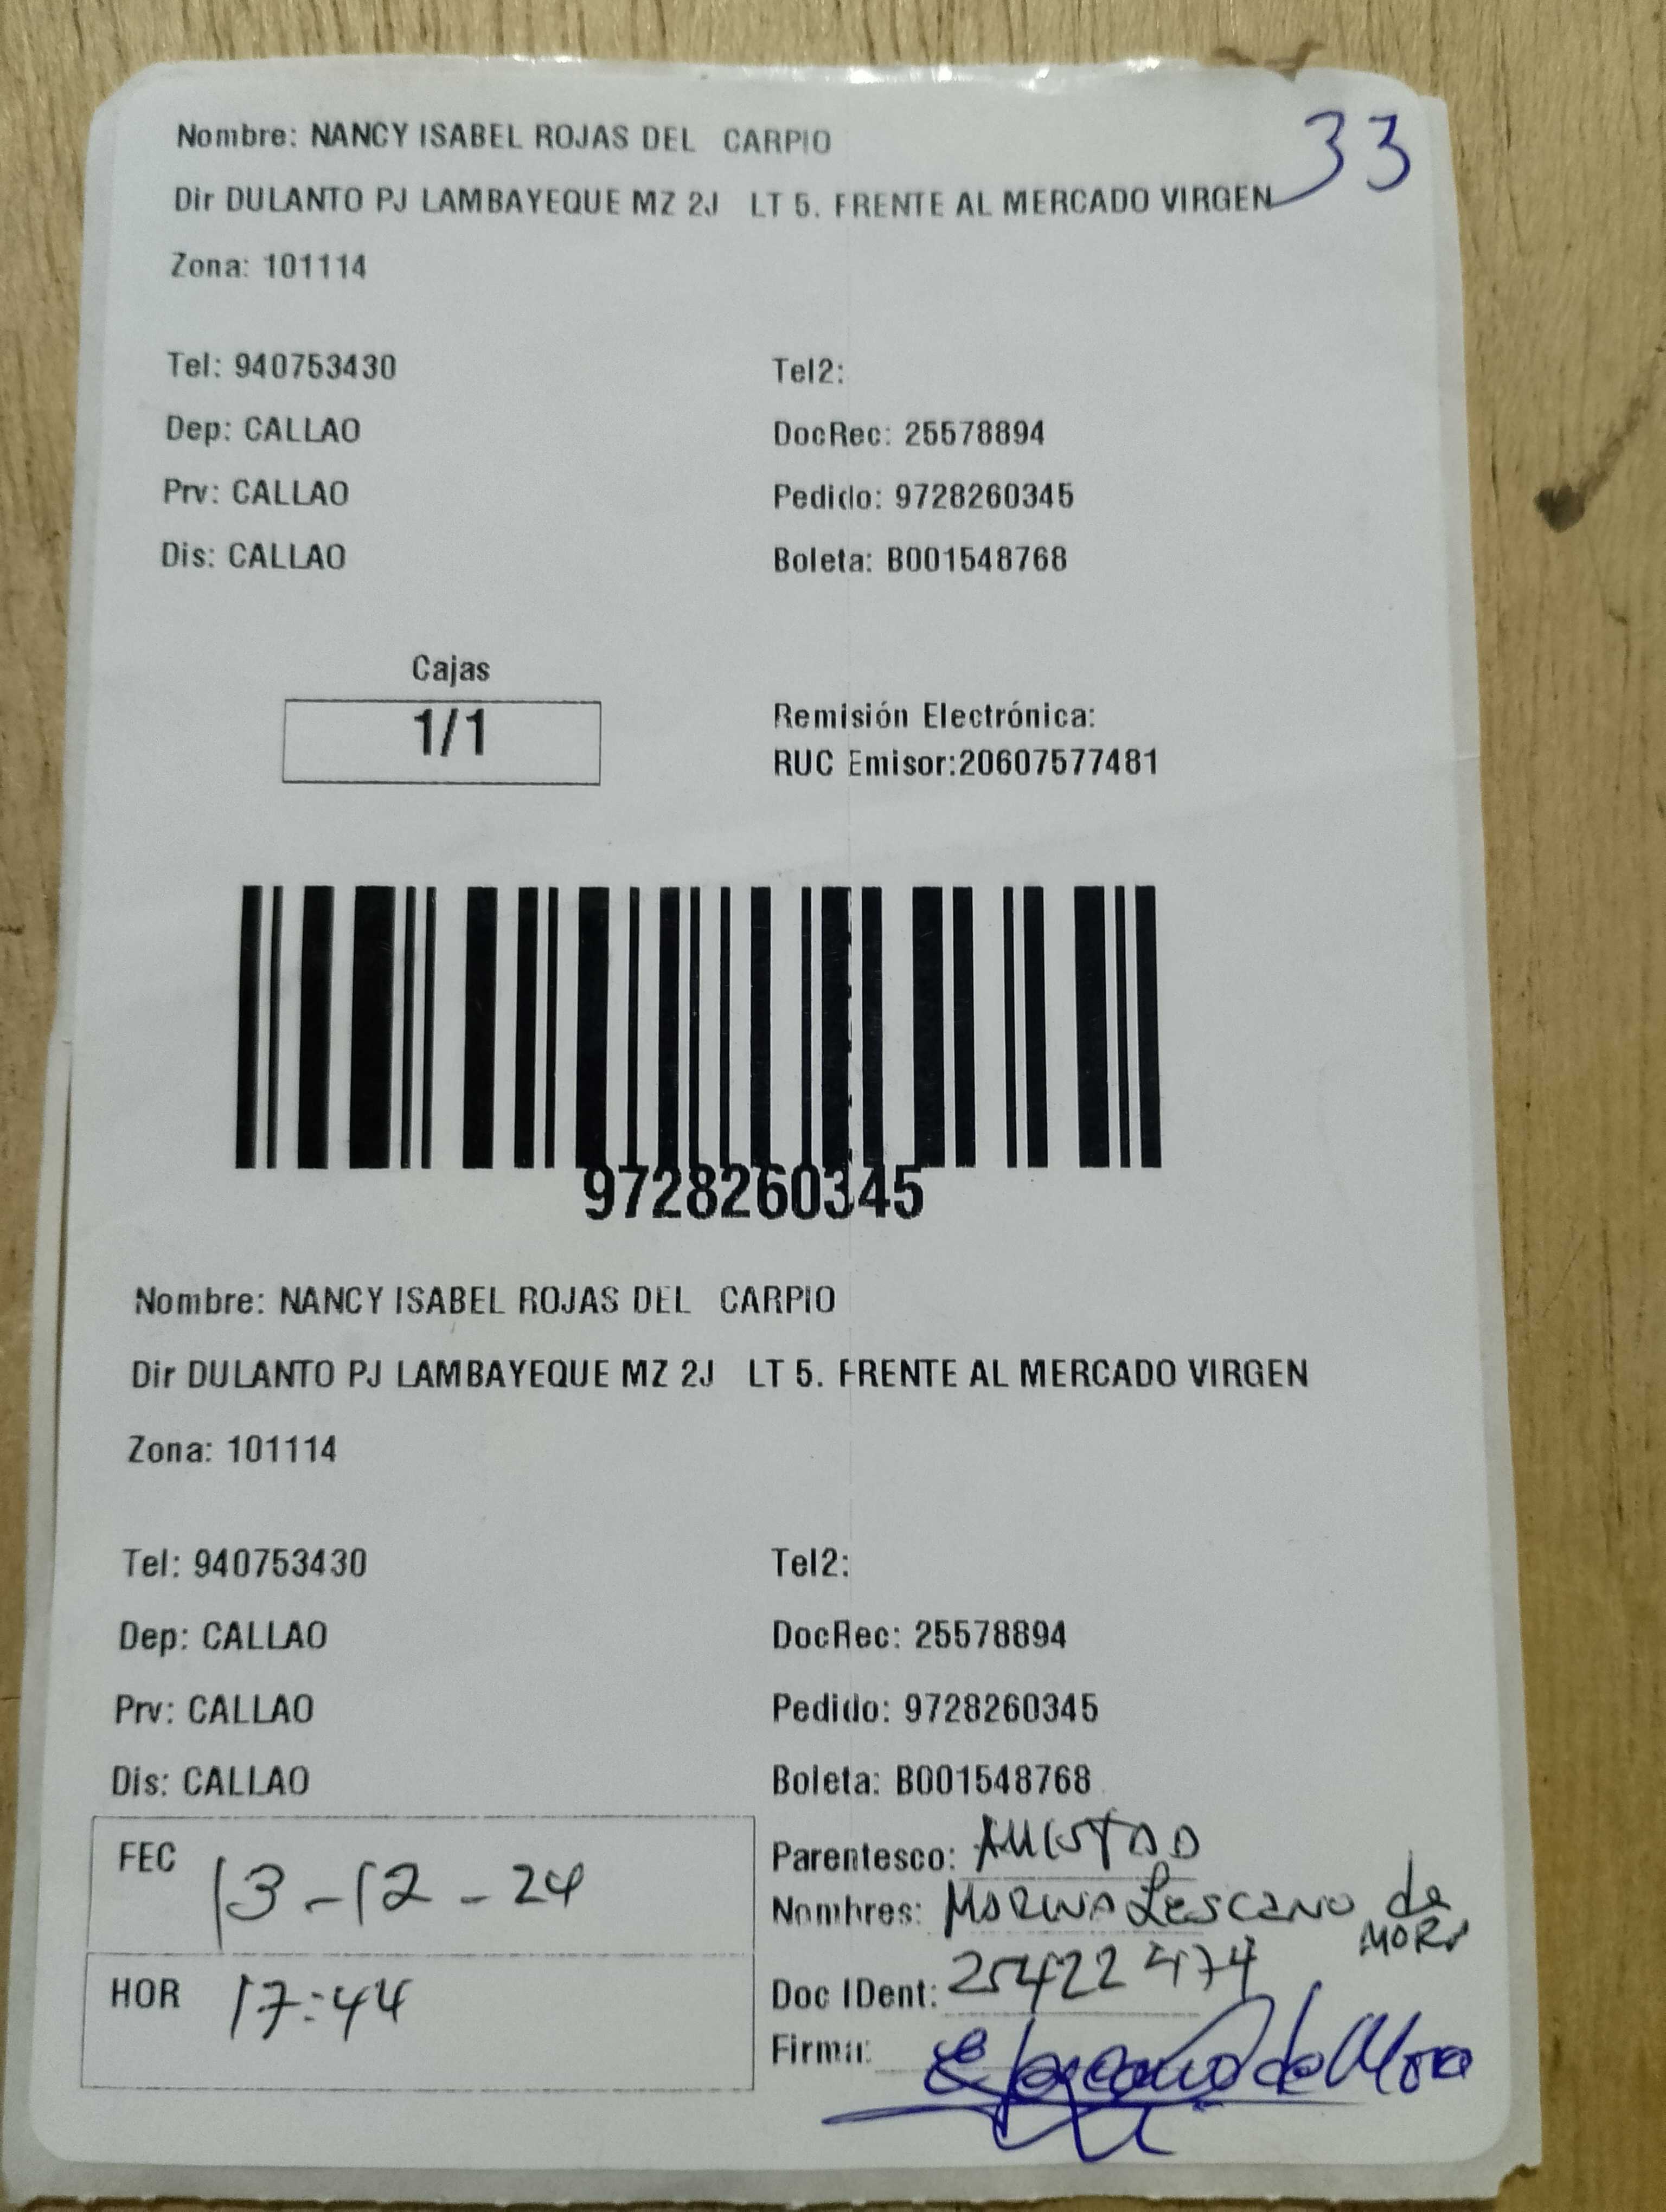 33
Nombre: NANCY ISABEL ROJAS DEL CARPIO
Dir DULANTO PJ LAMBAYEQUE MZ 2J LT 5. FRENTE AL MERCADO VIRGEN
Zona: 101114
Tel: 940753430 Tel2:
Dep: CALLAO DocRec: 25578894
Prv: CALLAO Pedido: 9728260345
Dis: CALLAO Boleta: B001548768
Cajas
1/1
Remisión Electrónica:
RUC Emisor:20607577481
9728260345
Nombre: NANCY ISABEL ROJAS DEL CARPIO
Dir DULANTO PJ LAMBAYEQUE MZ 2J LT 5. FRENTE AL MERCADO VIRGEN
Zona: 101114
Tel: 940753430 Tel2:
Dep: CALLAO DocRec: 25578894
Prv: CALLAO Pedido: 9728260345
Dis: CALLAO Boleta: B001548768
FEC 13-12-24
HOR 17:44
Parentesco: AMISTAD
Nombres: MARINA LESCANO de
MORA
Doc IDent:
Firma: